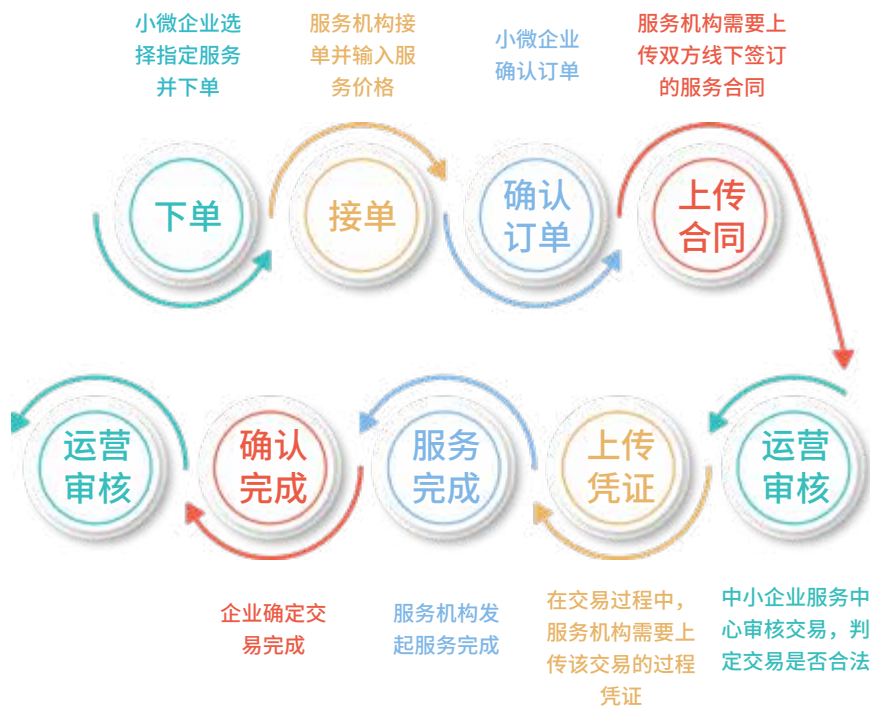 小微企业选
择指定服务
并下单
服务机构接
单并输入服
务价格
小微企业
确认订单
服务机构需要上
传双方线下签订
的服务合同
下单
接单
确认
订单
上传
合同
运营
审核
确认
完成
服务
完成
上传
凭证
运营
审核
企业确定交
易完成
服务机构发
起服务完成
在交易过程中，
服务机构需要上
传该交易的过程
凭证
中小企业服务中
心审核交易，判
定交易是否合法